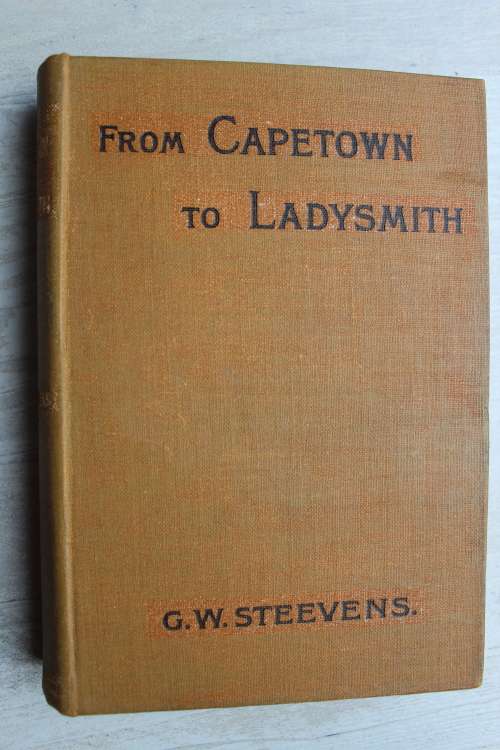 FROM CAPETOWN
TO LADYSMITH
G.W. STEEVENS.